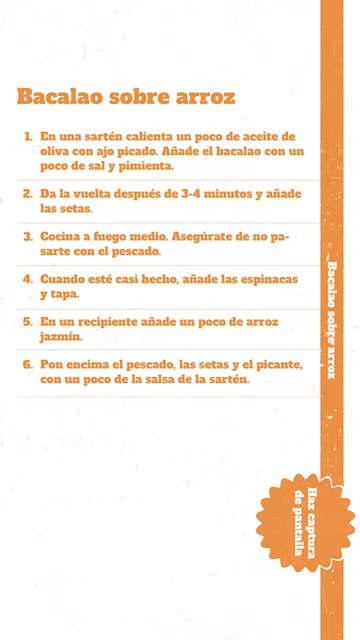 Bacalao sobre arroz
1. En una sartén calienta un poco de aceite de
oliva con ajo picado. Añade el bacalao con un
poco de sal y pimienta.
2. Da la vuelta después de 3-4 minutos y añade
las setas.
3. Cocina a fuego medio. Asegúrate de no pa-
sarte con el pescado.
4. Cuando esté casi hecho, añade las espinacas
y tapa.
5. En un recipiente añade un poco de arroz
jazmín.
6. Pon encima el pescado, las setas y el picante,
con un poco de la salsa de la sartén.
Bacalao sobre arroz
Haz captura
de pantalla